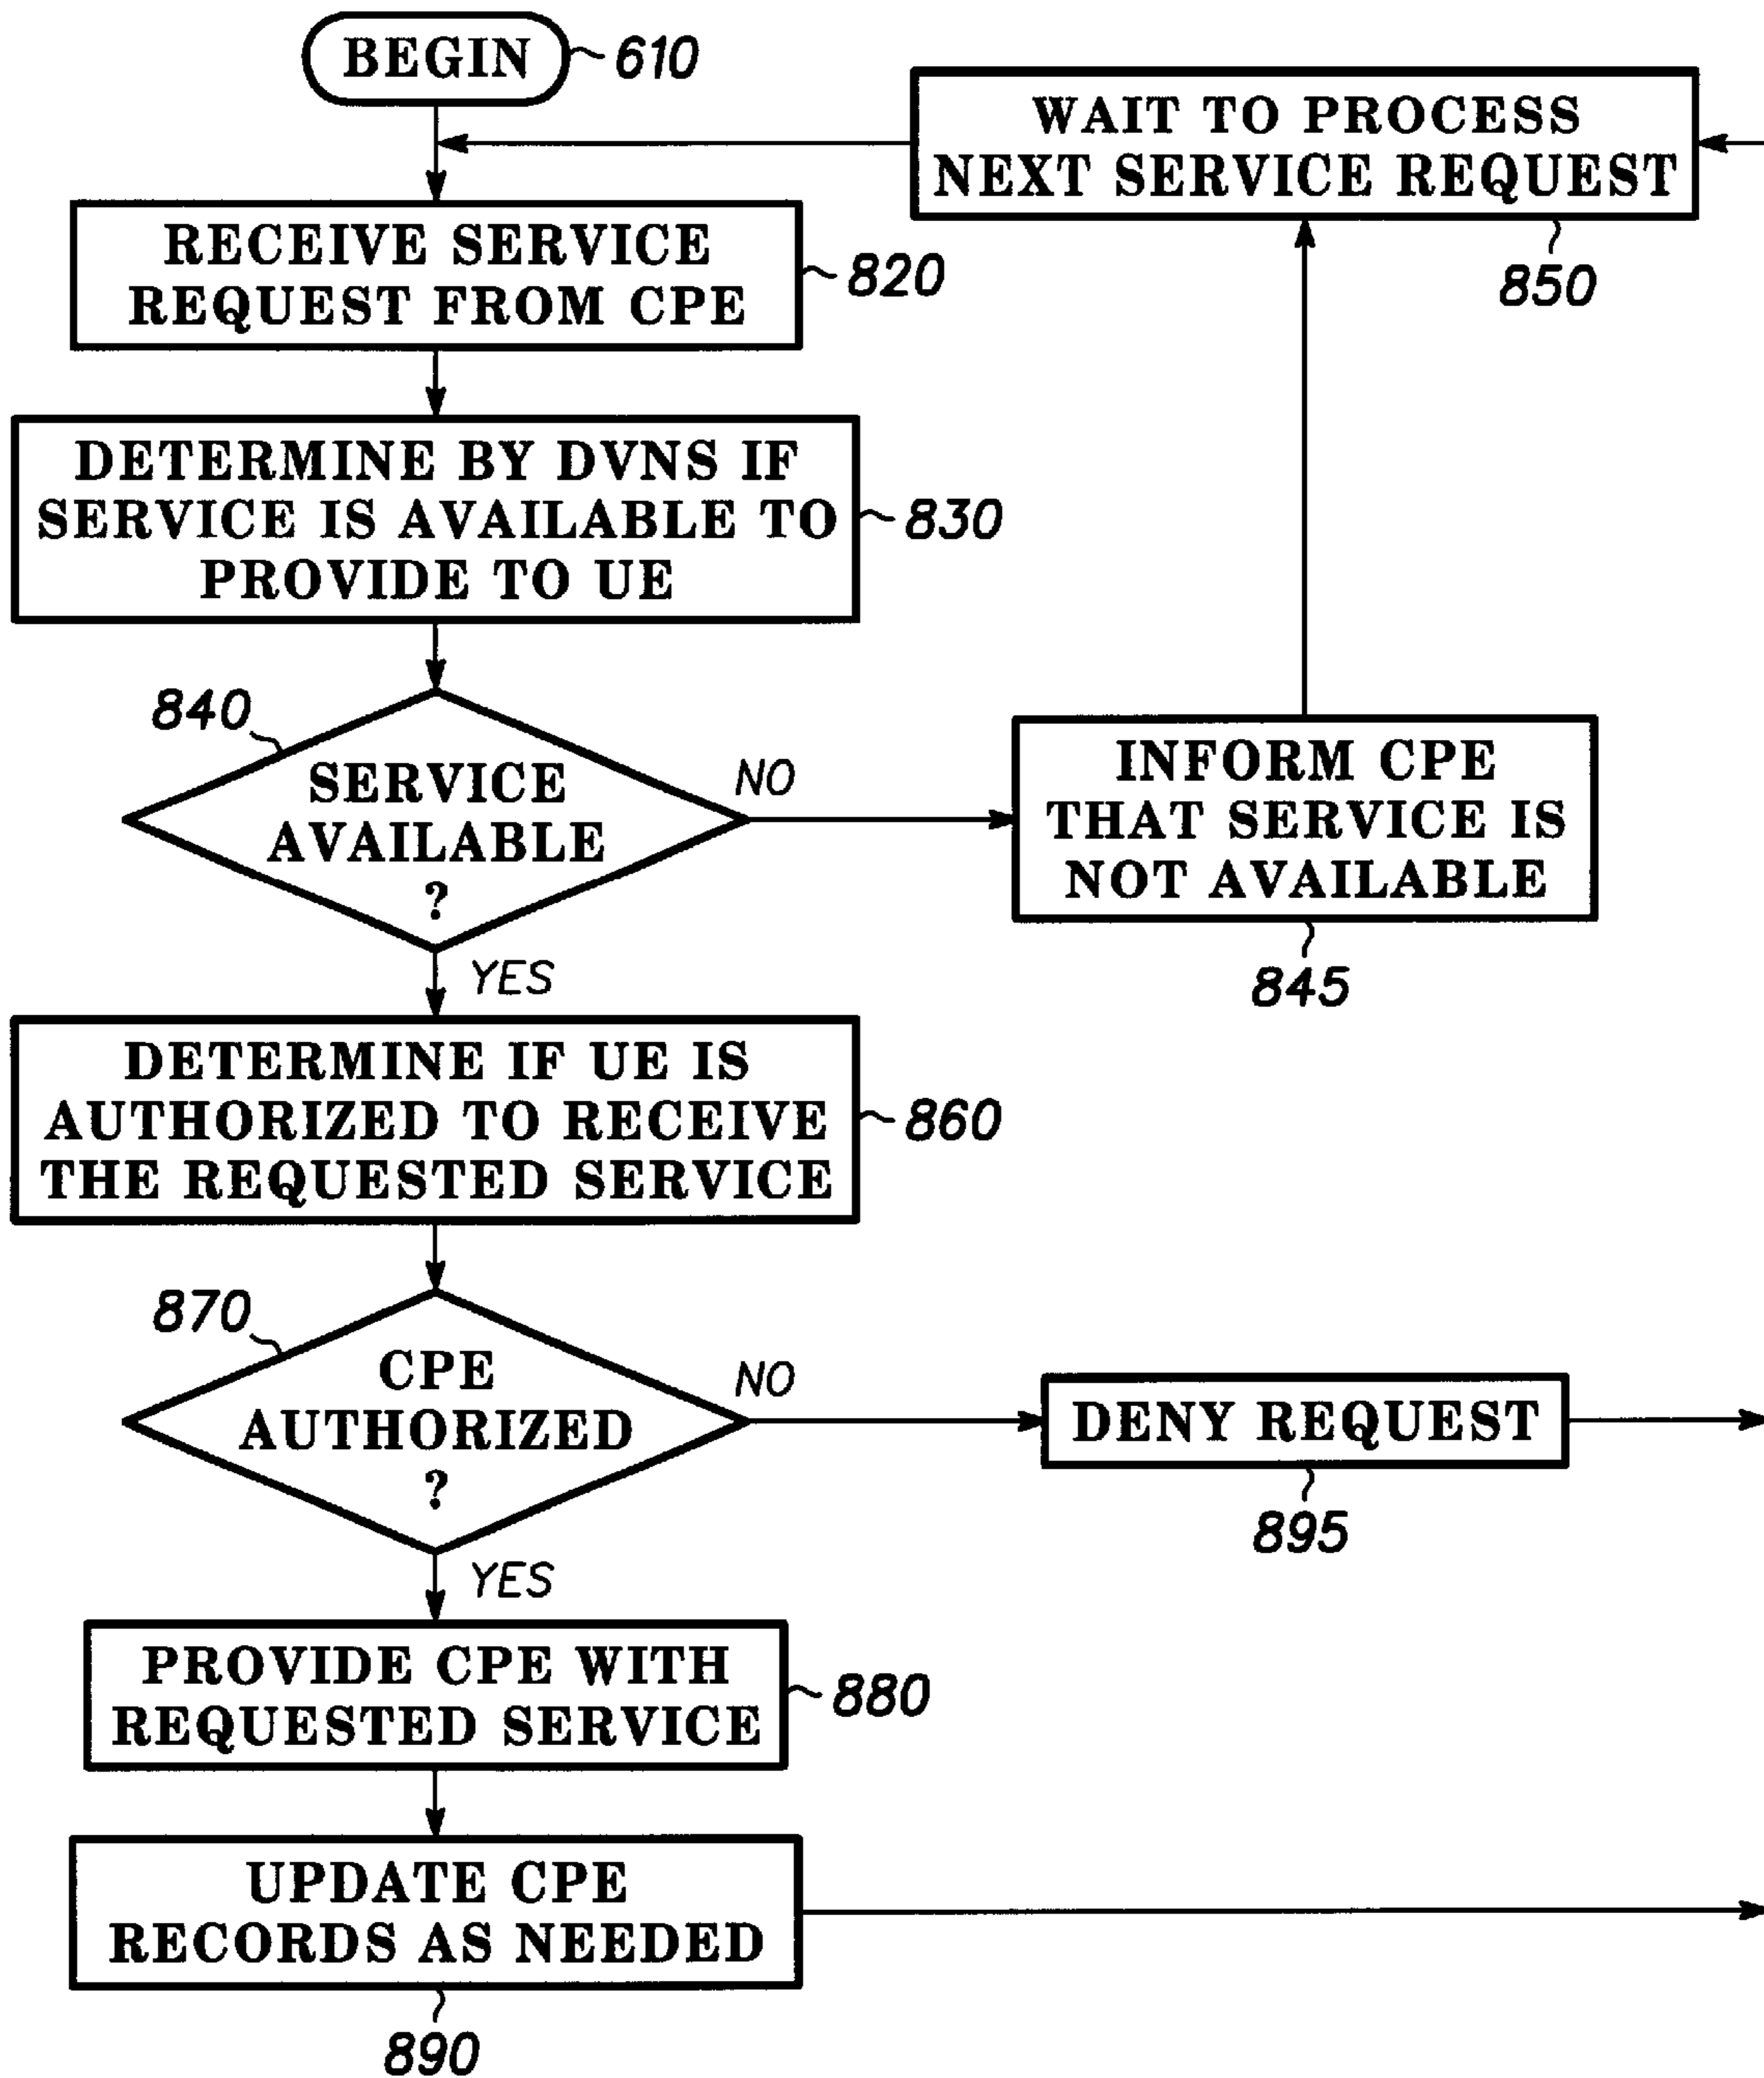 BEGIN
610
WAIT TO PROCESS
NEXT SERVICE REQUEST
850
RECEIVE SERVICE
REQUEST FROM CPE
820
DETERMINE BY DVNS IF
SERVICE IS AVAILABLE TO
PROVIDE TO UE
830
840
SERVICE
AVAILABLE
?
NO
YES
INFORM CPE
THAT SERVICE IS
NOT AVAILABLE
845
DETERMINE IF UE IS
AUTHORIZED TO RECEIVE
THE REQUESTED SERVICE
860
870
CPE
AUTHORIZED
?
NO
YES
DENY REQUEST
895
PROVIDE CPE WITH
REQUESTED SERVICE
880
UPDATE CPE
RECORDS AS NEEDED
890